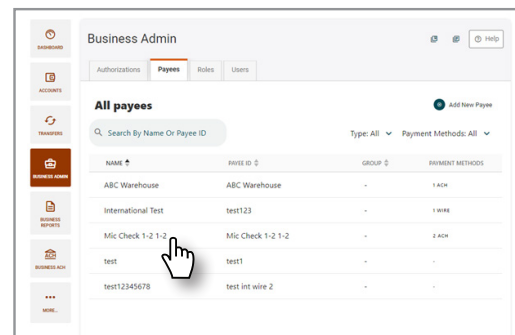 Business Admin
Help
DASHBOARD
ACCOUNTS
TRANSFERS
BUSINESS ADMIN
BUSINESS REPORTS
BUSINESS ACH
MORE...
Authorizations Payees Roles Users
All payees
Add New Payee
Search By Name Or Payee ID
Type: All Payment Methods: All
NAME PAYEE ID GROUP PAYMENT METHODS
ABC Warehouse ABC Warehouse - 1 ACH
International Test test123 - 1 WIRE
Mic Check 1-2 1-2 Mic Check 1-2 1-2 - 2 ACH
test test1 - -
test12345678 test int wire 2 - -